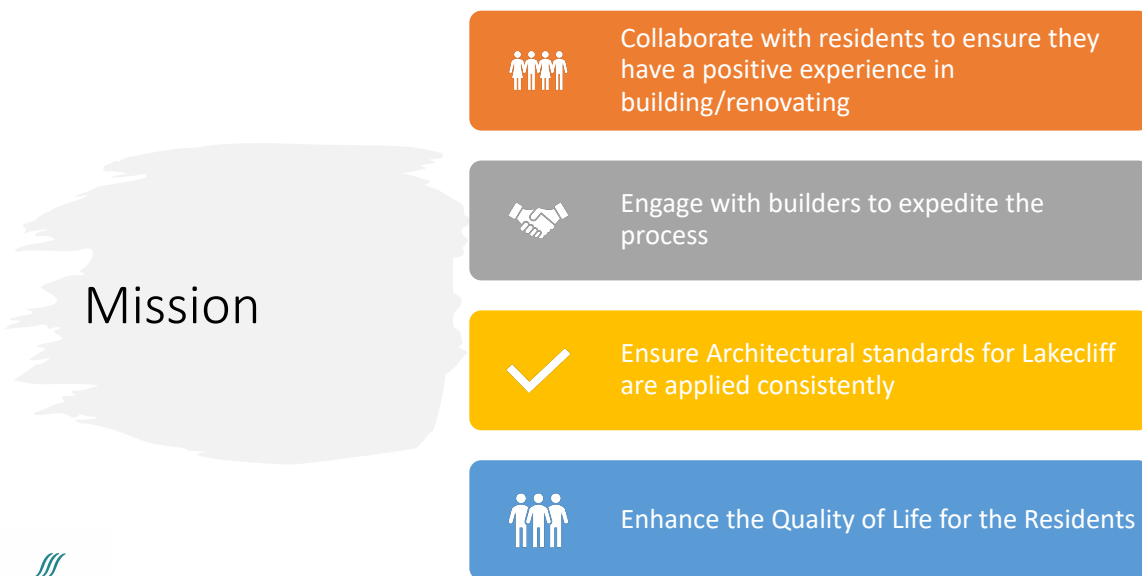 Mission
Collaborate with residents to ensure they
have a positive experience in
building/renovating
Engage with builders to expedite the
process
Ensure Architectural standards for Lakecliff
are applied consistently
Enhance the Quality of Life for the Residents